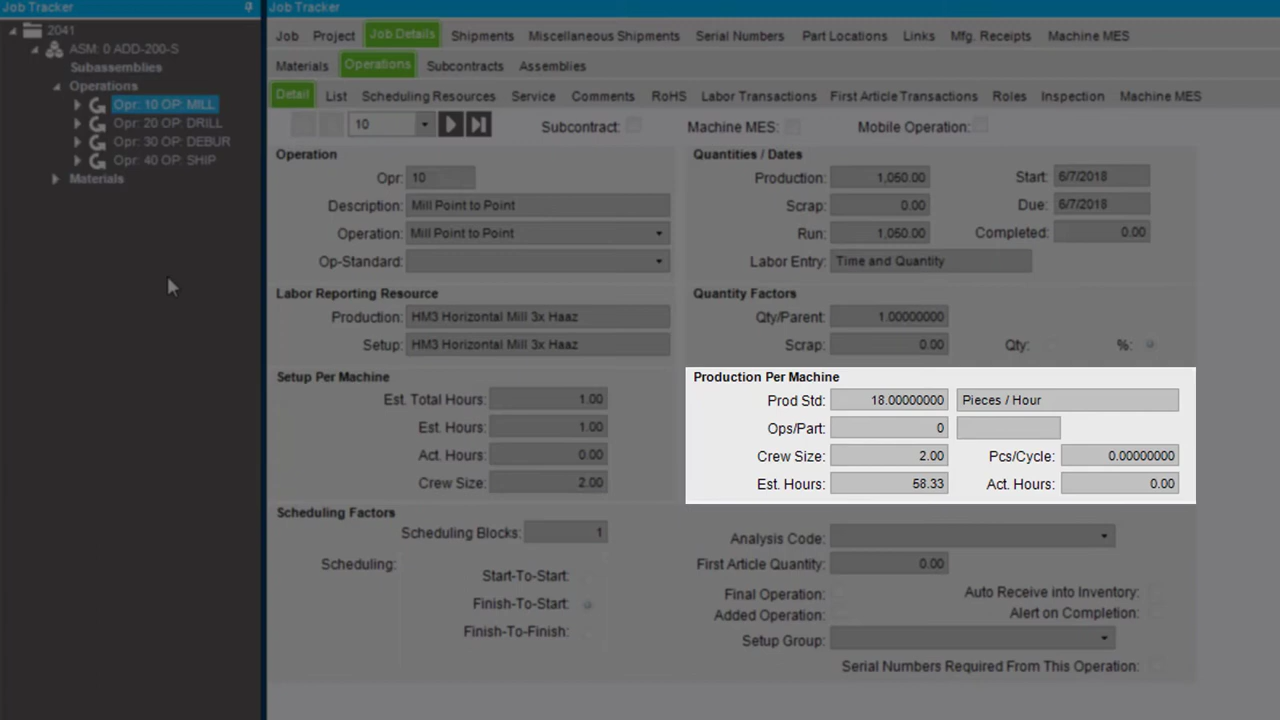 Job Tracker
2041
ASM: 0 ADD-200-S
Subassemblies
Operations
Opr: 10 OP: MILL
Opr: 20 OP: DRILL
Opr: 30 OP: DEBUR
Opr: 40 OP: SHIP
Materials
Job Tracker
Job Project Job Details Shipments Miscellaneous Shipments Serial Numbers Part Locations Links Mfg. Receipts Machine MES
Materials Operations Subcontracts Assemblies
Detail List Scheduling Resources Service Comments RoHS Labor Transactions First Article Transactions Roles Inspection Machine MES
10 Subcontract: Machine MES: Mobile Operation:
Operation
Opr: 10
Description: Mill Point to Point
Operation: Mill Point to Point
Op-Standard:
Labor Reporting Resource
Production: HM3 Horizontal Mill 3x Haaz
Setup: HM3 Horizontal Mill 3x Haaz
Setup Per Machine
Est. Total Hours: 1.00
Est. Hours: 1.00
Act. Hours: 0.00
Crew Size: 2.00
Scheduling Factors
Scheduling Blocks: 1
Scheduling:
Start-To-Start:
Finish-To-Start:
Finish-To-Finish:
Quantities / Dates
Production: 1,050.00 Start: 6/7/2018
Scrap: 0.00 Due: 6/7/2018
Run: 1,050.00 Completed: 0.00
Labor Entry: Time and Quantity
Quantity Factors
Qty/Parent: 1.00000000
Scrap: 0.00 Qty: %:
Production Per Machine
Prod Std: 18.00000000 Pieces / Hour
Ops/Part: 0
Crew Size: 2.00 Pcs/Cycle: 0.00000000
Est. Hours: 58.33 Act. Hours: 0.00
Analysis Code:
First Article Quantity: 0.00
Final Operation: Auto Receive into Inventory:
Added Operation: Alert on Completion:
Setup Group:
Serial Numbers Required From This Operation: